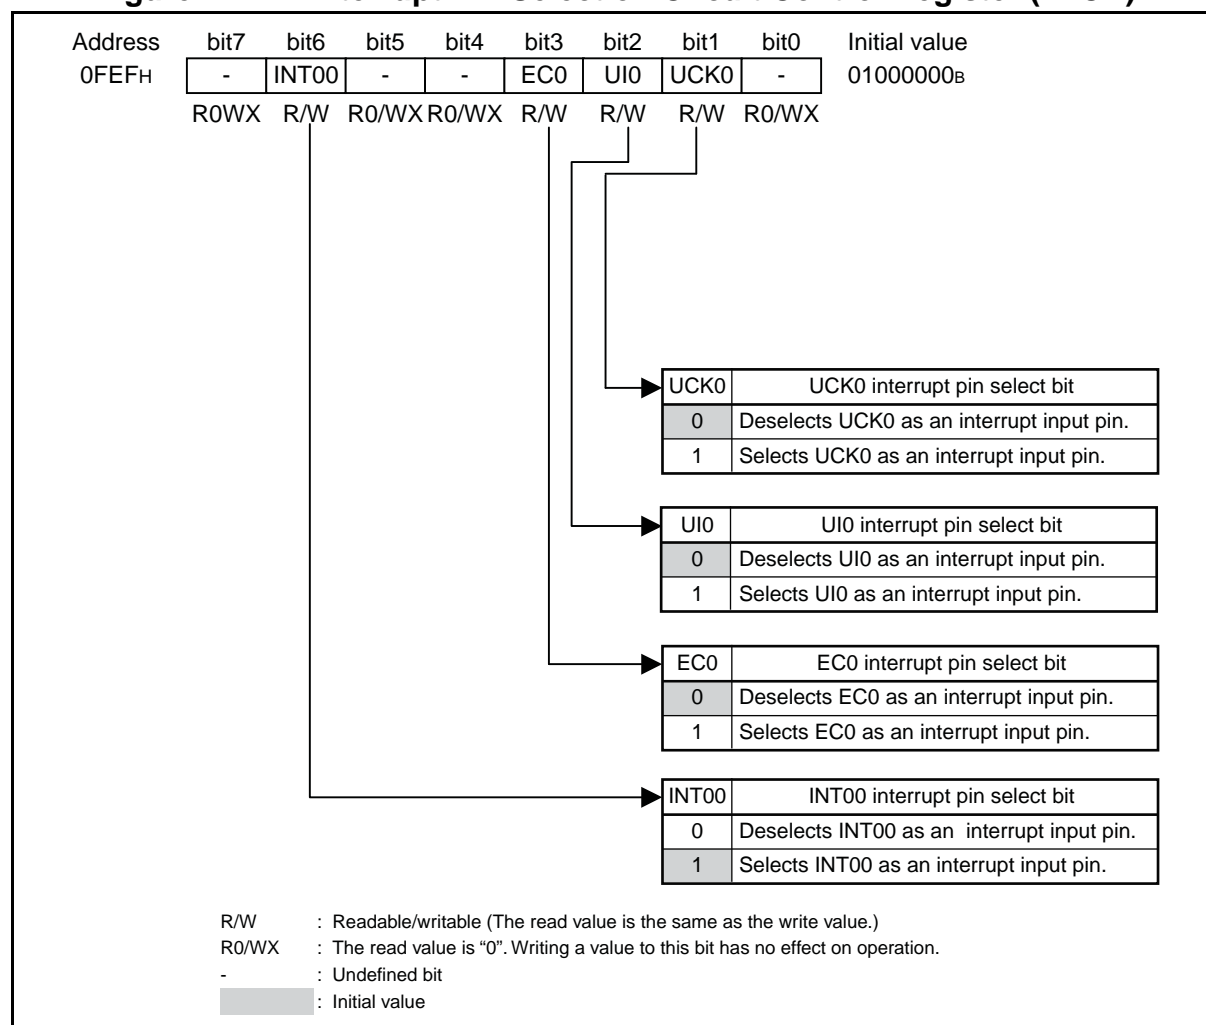 Address bit7 bit6 bit5 bit4 bit3 bit2 bit1 bit0 Initial value
0FEFH - INT00 - - EC0 UI0 UCK0 - 01000000B
R0WX R/W R0/WX R0/WX R/W R/W R/W R0/WX
UCK0 UCK0 interrupt pin select bit
0 Deselects UCK0 as an interrupt input pin.
1 Selects UCK0 as an interrupt input pin.
UI0 UI0 interrupt pin select bit
0 Deselects UI0 as an interrupt input pin.
1 Selects UI0 as an interrupt input pin.
EC0 EC0 interrupt pin select bit
0 Deselects EC0 as an interrupt input pin.
1 Selects EC0 as an interrupt input pin.
INT00 INT00 interrupt pin select bit
0 Deselects INT00 as an interrupt input pin.
1 Selects INT00 as an interrupt input pin.
R/W : Readable/writable (The read value is the same as the write value.)
R0/WX : The read value is “0”. Writing a value to this bit has no effect on operation.
- : Undefined bit
: Initial value